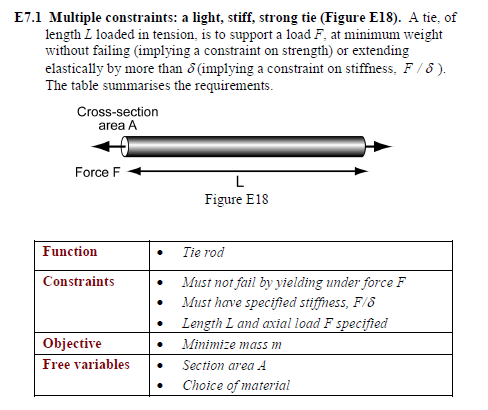 E7.1 Multiple constraints: a light, stiff, strong tie (Figure E18). A tie, of
length L loaded in tension, is to support a load F, at minimum weight
without failing (implying a constraint on strength) or extending
elastically by more than δ (implying a constraint on stiffness, F / δ ).
The table summarises the requirements.
Cross-section
area A
Force F
L
Figure E18
Function
• Tie rod
Constraints
• Must not fail by yielding under force F
• Must have specified stiffness, F/δ
• Length L and axial load F specified
Objective
• Minimize mass m
Free variables
• Section area A
• Choice of material